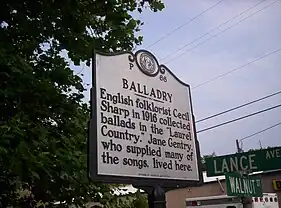 P 66
BALLADRY
English folklorist Cecil
Sharp in 1916 collected
ballads in the "Laurel
Country." Jane Gentry,
who supplied many of
the songs, lived here.
LANCE AVE
WALNUT